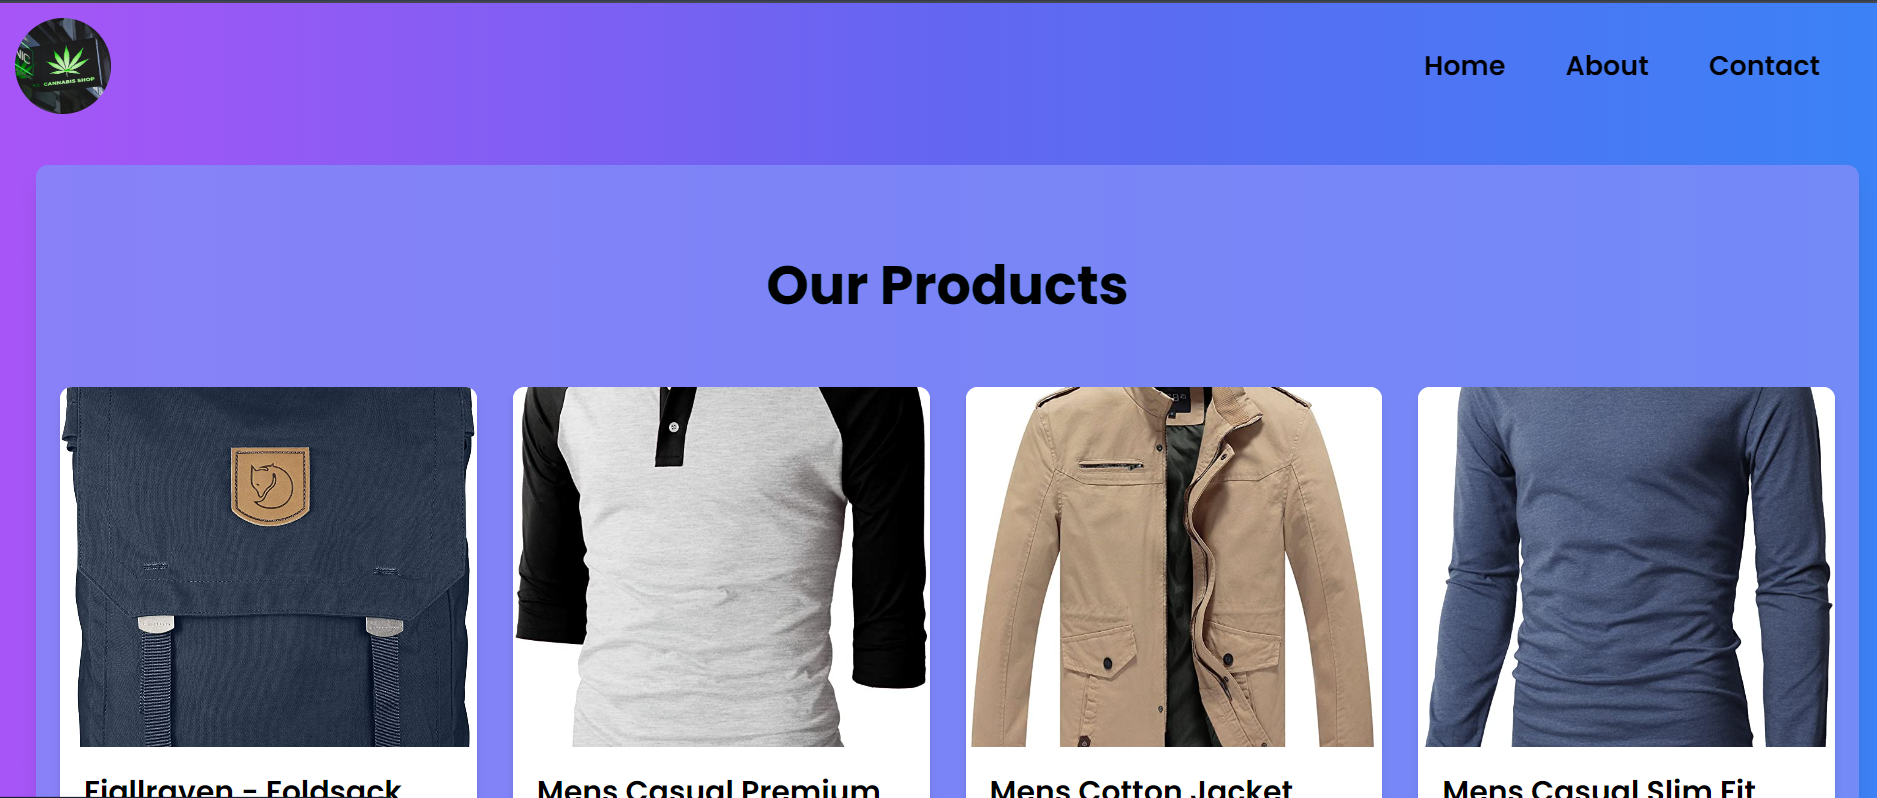 NIC
CANNABIS SHOP
Home About Contact
Our Products
Fjallraven - Foldsack
Mens Casual Premium
Mens Cotton Jacket
Mens Casual Slim Fit